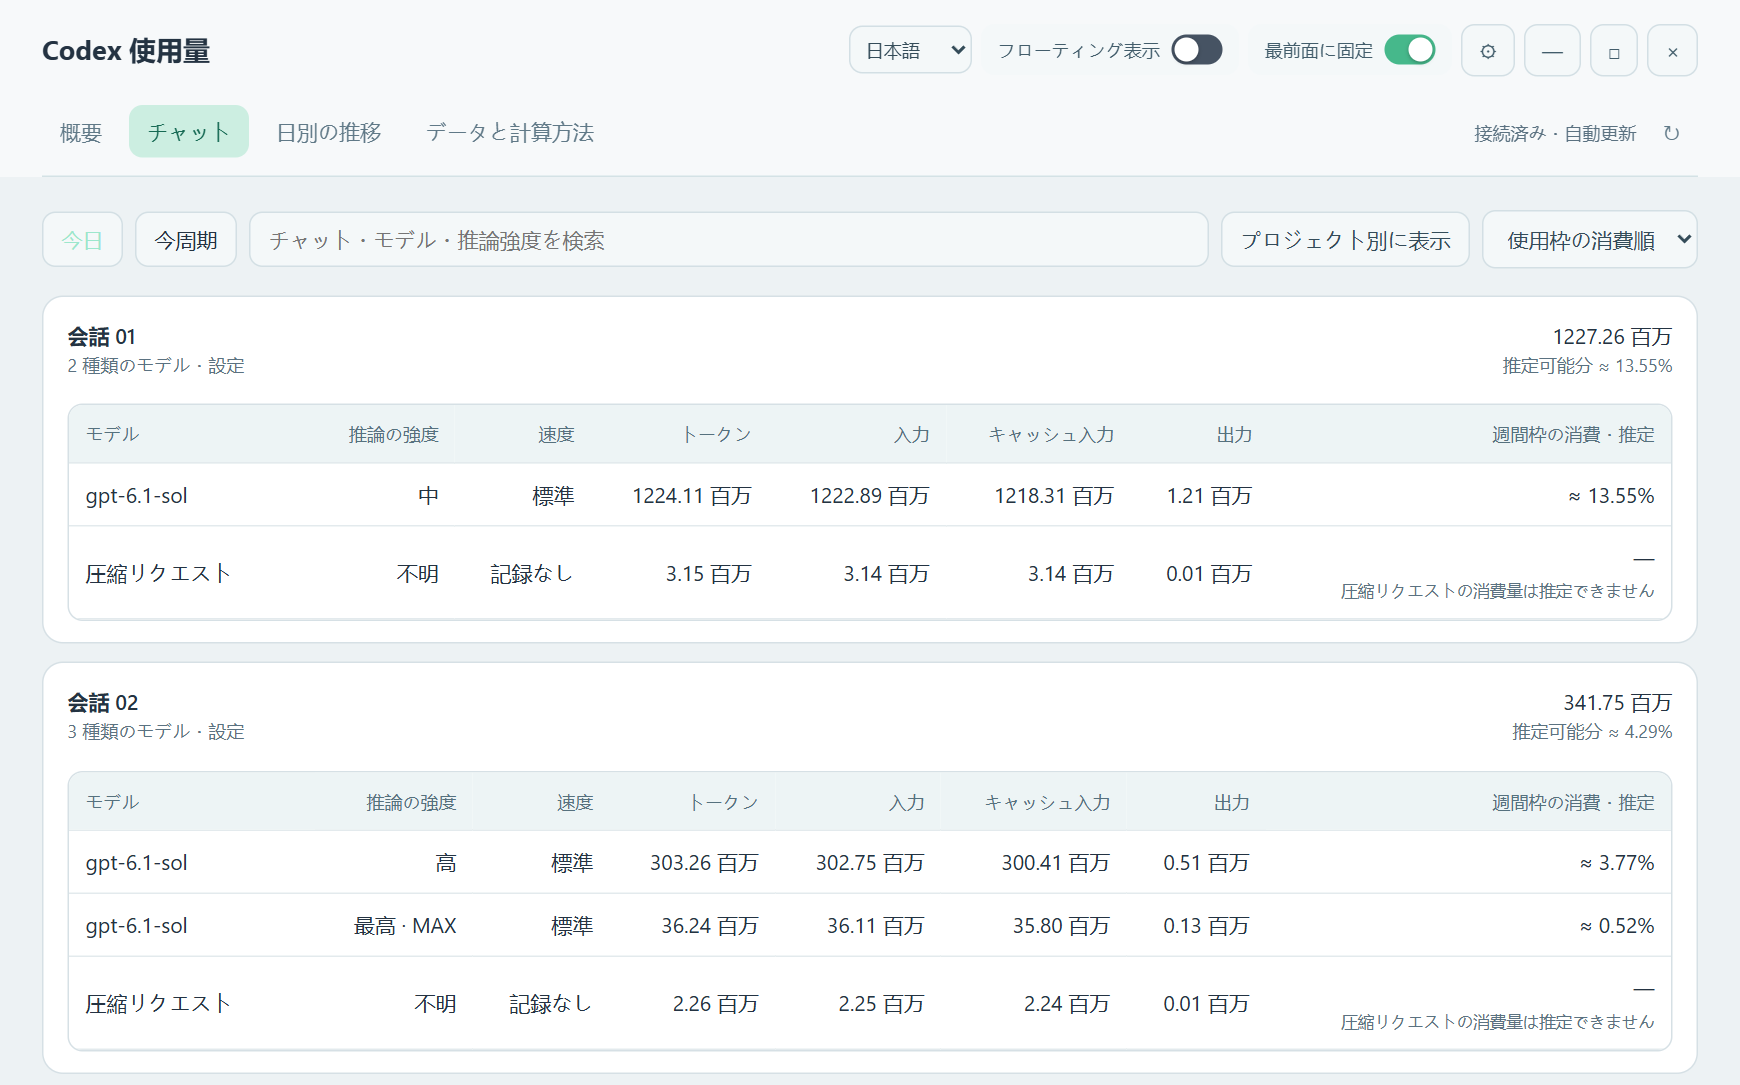 Codex 使用量
日本語 フローティング表示 最前面に固定
概要 チャット 日別の推移 データと計算方法 接続済み・自動更新
今日 今周期 チャット・モデル・推論強度を検索 プロジェクト別に表示 使用枠の消費順
会話 01 1227.26 百万
2 種類のモデル・設定 推定可能分 ≈ 13.55%
モデル 推論の強度 速度 トークン 入力 キャッシュ入力 出力 週間枠の消費・推定
gpt-6.1-sol 中 標準 1224.11 百万 1222.89 百万 1218.31 百万 1.21 百万 ≈ 13.55%
圧縮リクエスト 不明 記録なし 3.15 百万 3.14 百万 3.14 百万 0.01 百万 —
圧縮リクエストの消費量は推定できません
会話 02 341.75 百万
3 種類のモデル・設定 推定可能分 ≈ 4.29%
モデル 推論の強度 速度 トークン 入力 キャッシュ入力 出力 週間枠の消費・推定
gpt-6.1-sol 高 標準 303.26 百万 302.75 百万 300.41 百万 0.51 百万 ≈ 3.77%
gpt-6.1-sol 最高・MAX 標準 36.24 百万 36.11 百万 35.80 百万 0.13 百万 ≈ 0.52%
圧縮リクエスト 不明 記録なし 2.26 百万 2.25 百万 2.24 百万 0.01 百万 —
圧縮リクエストの消費量は推定できません